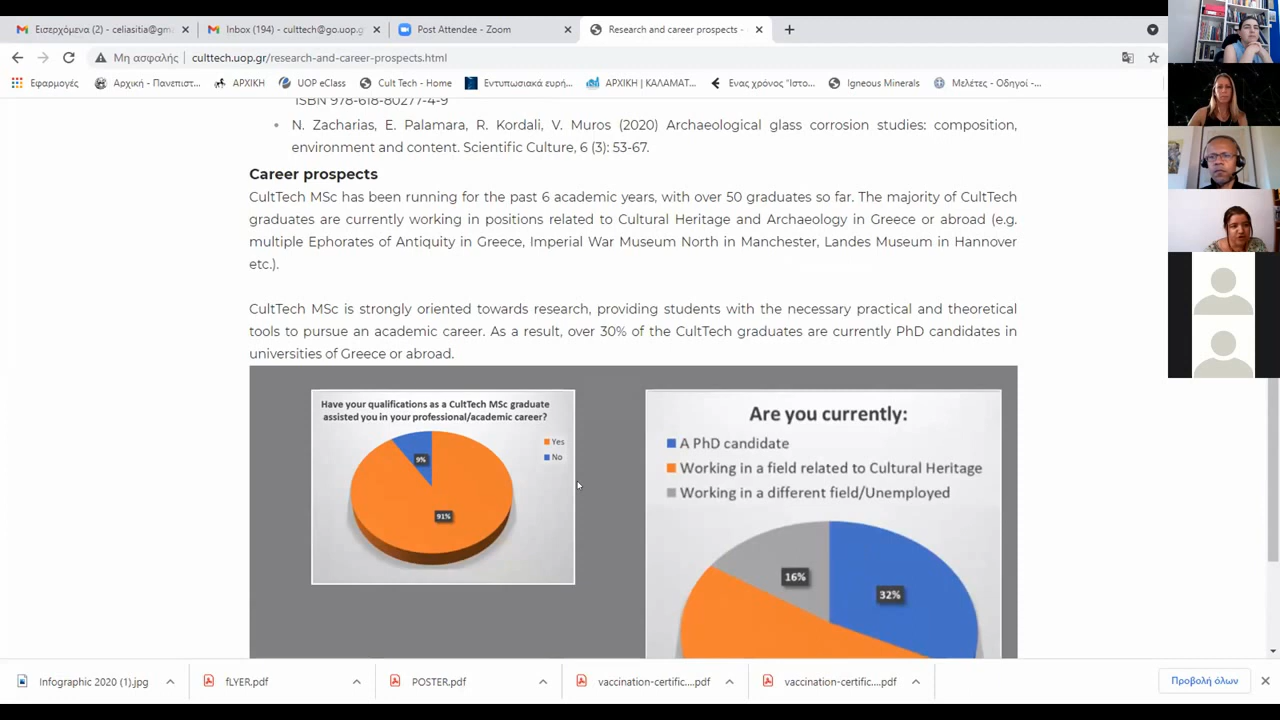 Εισερχόμενα (2) - celiasitia@gm
Inbox (194) - culttech@go.uop.g
Post Attendee - Zoom
Research and career prospects -
Μη ασφαλής
culttech.uop.gr/research-and-career-prospects.html
Εφαρμογές
Αρχική – Πανεπιστ...
ΑΡΧΙΚΗ
UOP eClass
Cult Tech - Home
Εντυπωσιακά ευρή...
ΑΡΧΙΚΗ | ΚΑΛΑΜΑΤ...
Ενας χρόνος "Ιστο...
Igneous Minerals
Μελέτες - Οδηγοί -...
ISBN 978-618-80277-4-9
• N. Zacharias, E. Palamara, R. Kordali, V. Muros (2020) Archaeological glass corrosion studies: composition,
environment and content. Scientific Culture, 6 (3): 53-67.
Career prospects
CultTech MSc has been running for the past 6 academic years, with over 50 graduates so far. The majority of CultTech
graduates are currently working in positions related to Cultural Heritage and Archaeology in Greece or abroad (e.g.
multiple Ephorates of Antiquity in Greece, Imperial War Museum North in Manchester, Landes Museum in Hannover
etc.).
CultTech MSc is strongly oriented towards research, providing students with the necessary practical and theoretical
tools to pursue an academic career. As a result, over 30% of the CultTech graduates are currently PhD candidates in
universities of Greece or abroad.
Have your qualifications as a CultTech MSc graduate
assisted you in your professional/academic career?
Yes
No
9%
91%
Are you currently:
A PhD candidate
Working in a field related to Cultural Heritage
Working in a different field/Unemployed
16%
32%
Infographic 2020 (1).jpg
fLYER.pdf
POSTER.pdf
vaccination-certific....pdf
vaccination-certific....pdf
Προβολή όλων